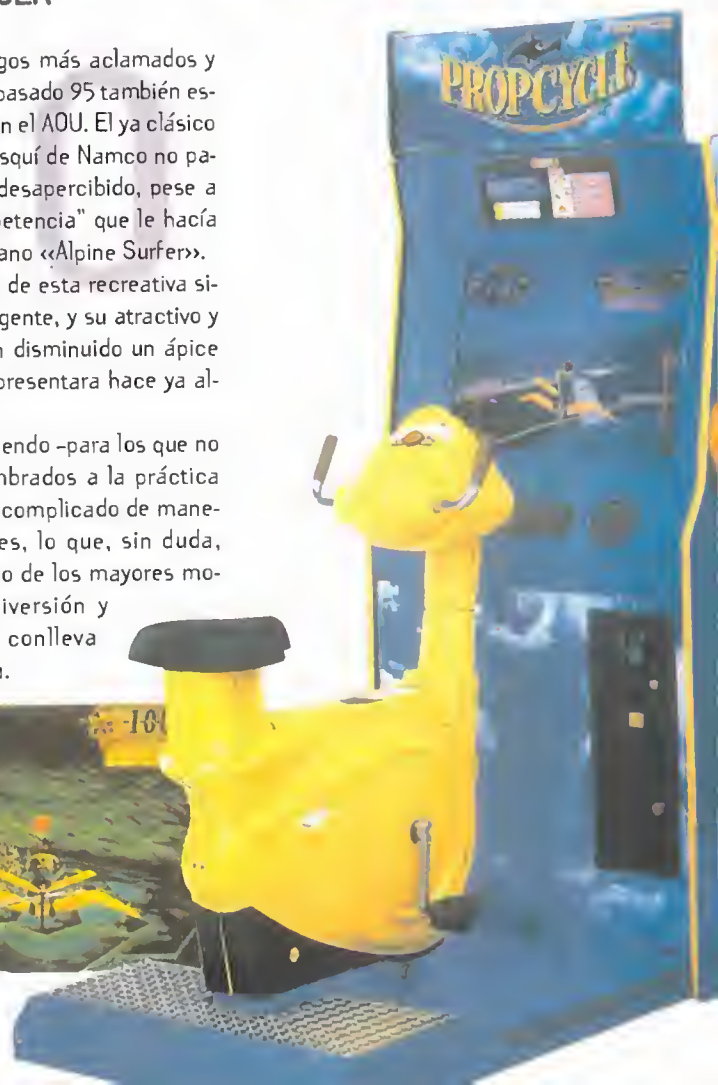 gos más aclamados y
pasado 95 también es-
n el AOU. El ya clásico
squí de Namco no pa-
desapercibido, pese a
petencia" que le hacía
ano «Alpine Surfer».
de esta recreativa si-
gente, y su atractivo y
n disminuido un ápice
presentara hace ya al-
endo -para los que no
mbrados a la práctica
complicado de mane-
es, lo que, sin duda,
o de los mayores mo-
iversión y
conlleva
PROPCYCLE
-100